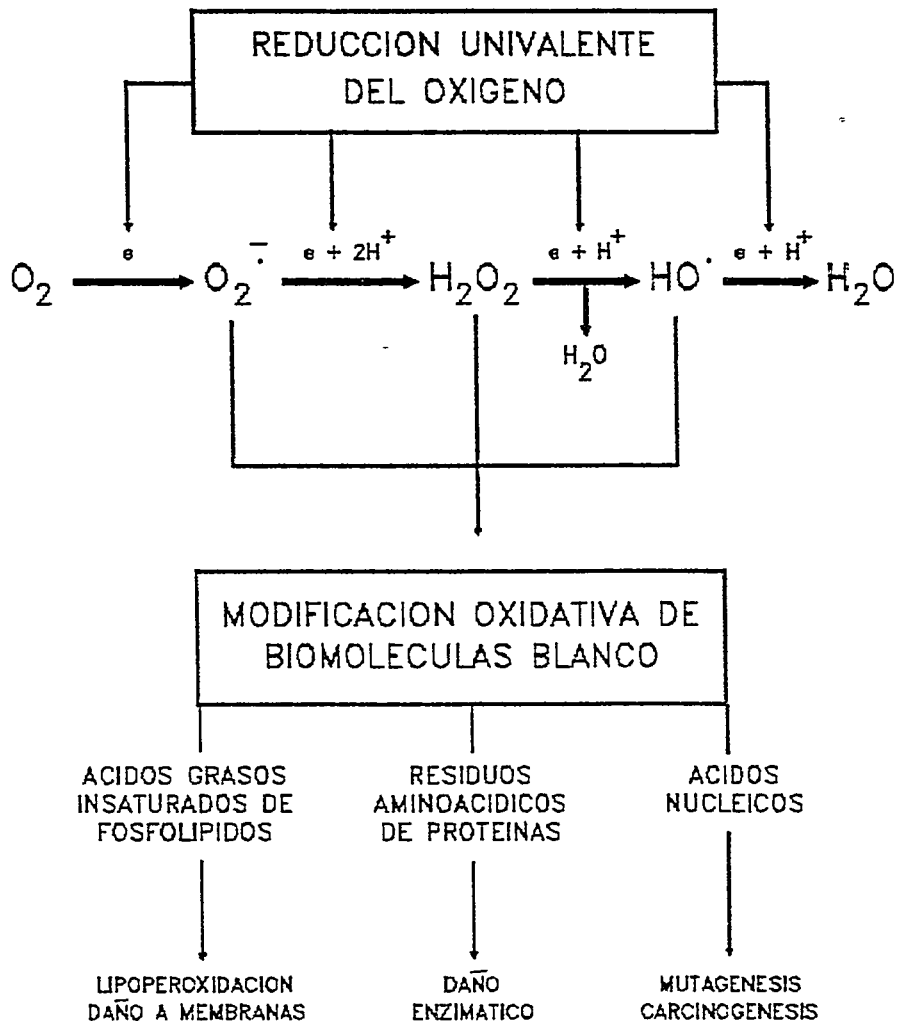 REDUCCION UNIVALENTE
DEL OXIGENO
e e + 2H⁺ e + H⁺ e + H⁺
O₂ O₂⁻· H₂O₂ HO· H₂O
H₂O
MODIFICACION OXIDATIVA DE
BIOMOLECULAS BLANCO
ACIDOS GRASOS
INSATURADOS DE
FOSFOLIPIDOS
RESIDUOS
AMINOACIDICOS
DE PROTEINAS
ACIDOS
NUCLEICOS
LIPOPEROXIDACION
DAÑO A MEMBRANAS
DAÑO
ENZIMATICO
MUTAGENESIS
CARCINOGENESIS